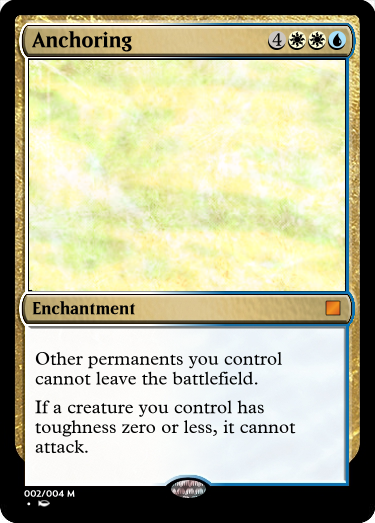 Anchoring 4
Enchantment
Other permanents you control
cannot leave the battlefield.
If a creature you control has
toughness zero or less, it cannot
attack.
002/004 M